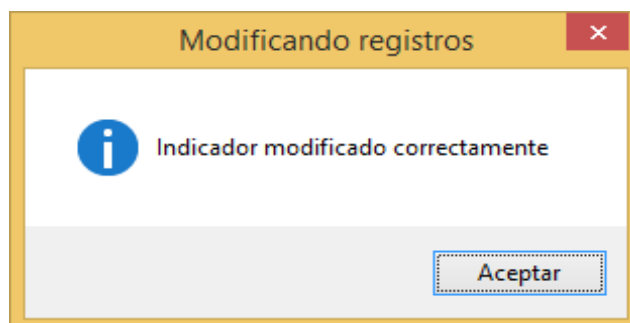 Modificando registros
Indicador modificado correctamente
Aceptar